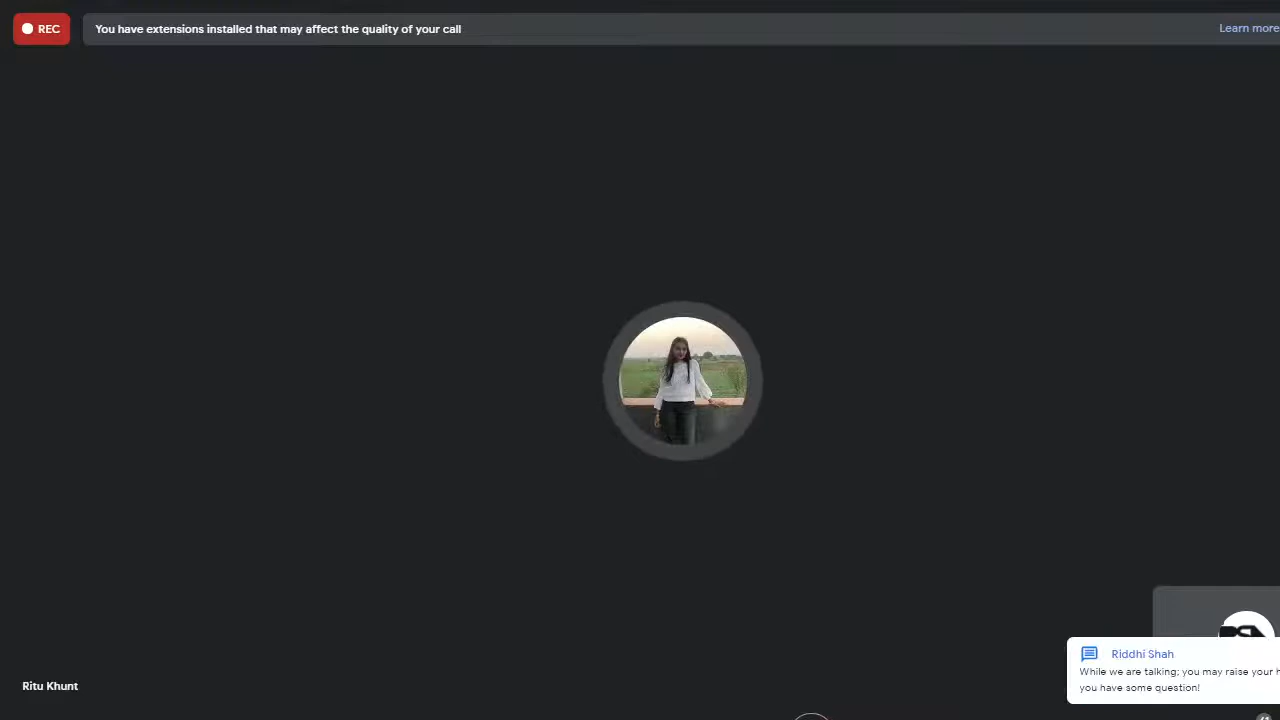 REC
You have extensions installed that may affect the quality of your call
Learn more
Riddhi Shah
While we are talking; you may raise your
you have some question!
Ritu Khunt